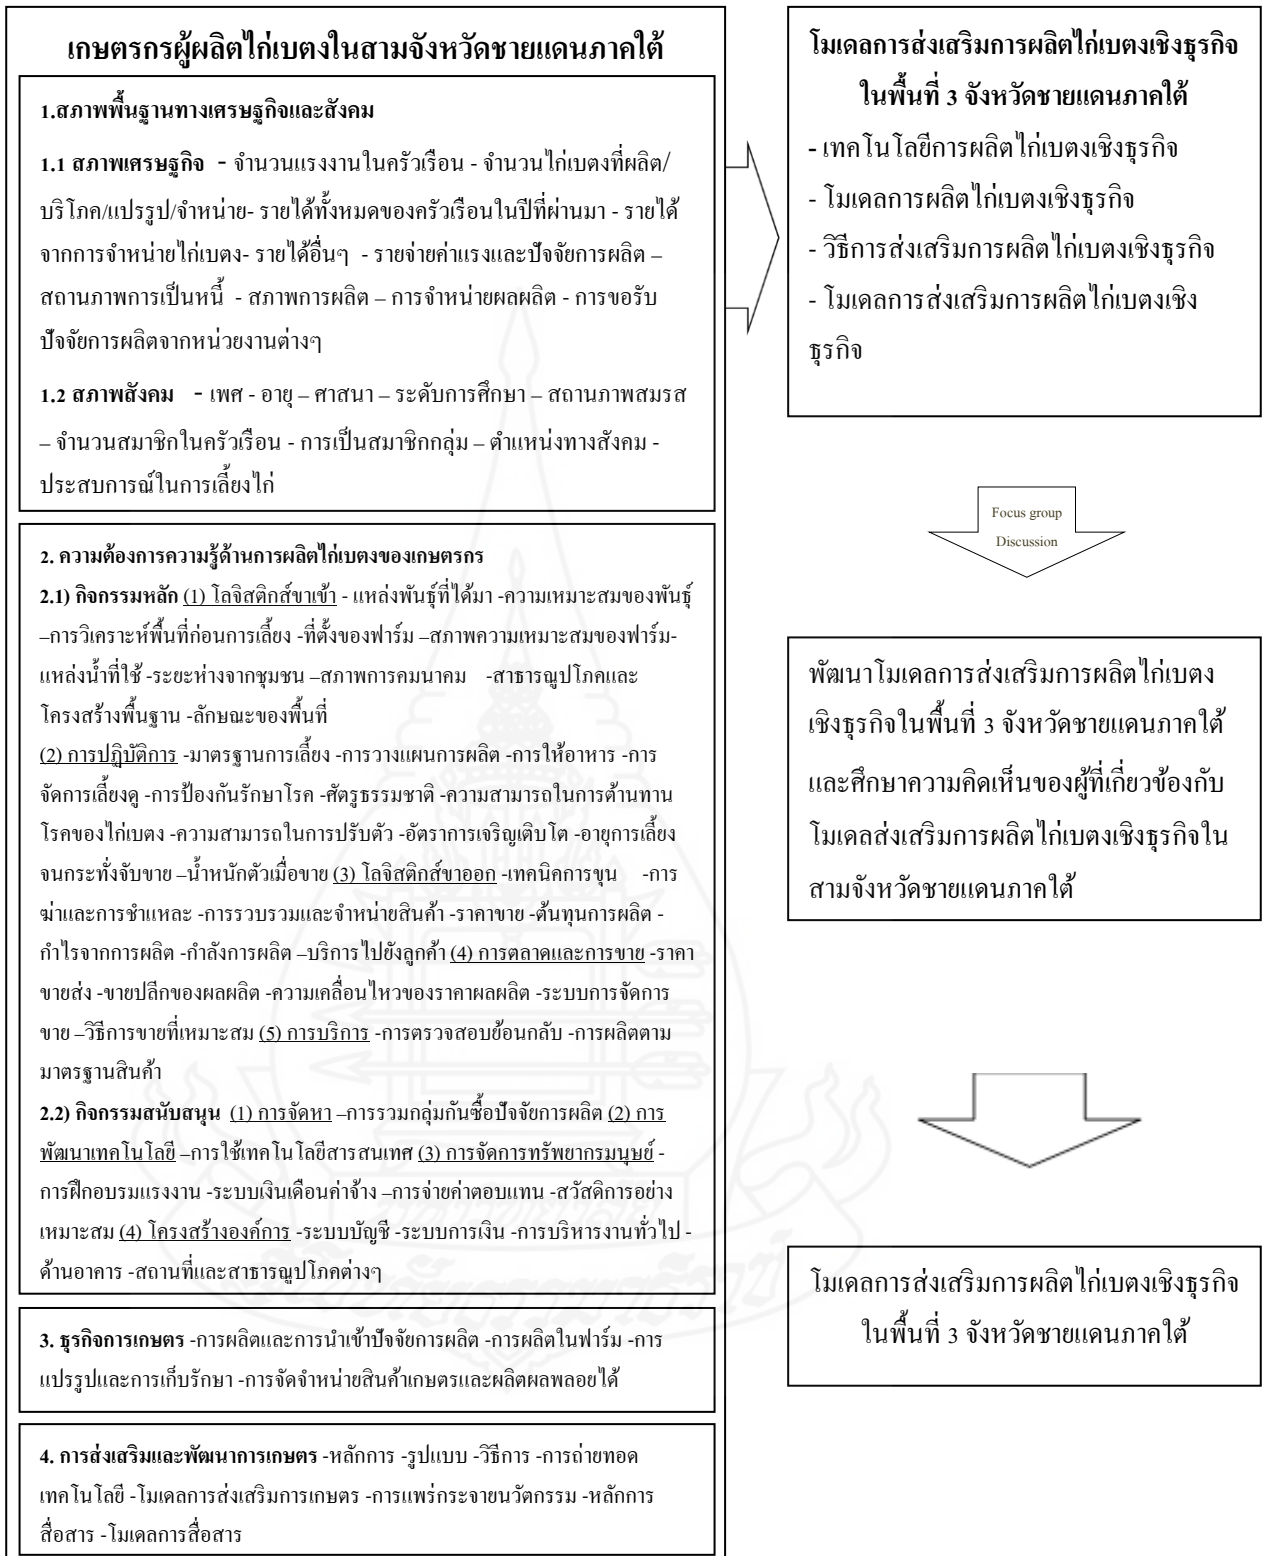 เกษตรกรผู้ผลิตไก่เบตงในสามจังหวัดชายแดนภาคใต้
1.สภาพพื้นฐานทางเศรษฐกิจและสังคม
1.1 สภาพเศรษฐกิจ - จำนวนแรงงานในครัวเรือน - จำนวนไก่เบตงที่ผลิต/
บริโภค/แปรรูป/จำหน่าย- รายได้ทั้งหมดของครัวเรือนในปีที่ผ่านมา - รายได้
จากการจำหน่ายไก่เบตง- รายได้อื่นๆ - รายจ่ายค่าแรงและปัจจัยการผลิต –
สถานภาพการเป็นหนี้ - สภาพการผลิต – การจำหน่ายผลผลิต - การขอรับ
ปัจจัยการผลิตจากหน่วยงานต่างๆ
1.2 สภาพสังคม - เพศ - อายุ – ศาสนา – ระดับการศึกษา – สถานภาพสมรส
– จำนวนสมาชิกในครัวเรือน - การเป็นสมาชิกกลุ่ม – ตำแหน่งทางสังคม -
ประสบการณ์ในการเลี้ยงไก่
2. ความต้องการความรู้ด้านการผลิตไก่เบตงของเกษตรกร
2.1) กิจกรรมหลัก (1) โลจิสติกส์ขาเข้า - แหล่งพันธุ์ที่ได้มา -ความเหมาะสมของพันธุ์
–การวิเคราะห์พื้นที่ก่อนการเลี้ยง -ที่ตั้งของฟาร์ม –สภาพความเหมาะสมของฟาร์ม-
แหล่งน้ำที่ใช้ -ระยะห่างจากชุมชน –สภาพการคมนาคม -สาธารณูปโภคและ
โครงสร้างพื้นฐาน -ลักษณะของพื้นที่
(2) การปฏิบัติการ -มาตรฐานการเลี้ยง -การวางแผนการผลิต -การให้อาหาร -การ
จัดการเลี้ยงดู -การป้องกันรักษาโรค -ศัตรูธรรมชาติ -ความสามารถในการต้านทาน
โรคของไก่เบตง -ความสามารถในการปรับตัว -อัตราการเจริญเติบโต -อายุการเลี้ยง
จนกระทั่งจับขาย –น้ำหนักตัวเมื่อขาย (3) โลจิสติกส์ขาออก -เทคนิคการขุน -การ
ฆ่าและการชำแหละ -การรวบรวมและจำหน่ายสินค้า -ราคาขาย -ต้นทุนการผลิต -
กำไรจากการผลิต -กำลังการผลิต –บริการไปยังลูกค้า (4) การตลาดและการขาย -ราคา
ขายส่ง -ขายปลีกของผลผลิต -ความเคลื่อนไหวของราคาผลผลิต -ระบบการจัดการ
ขาย –วิธีการขายที่เหมาะสม (5) การบริการ -การตรวจสอบย้อนกลับ -การผลิตตาม
มาตรฐานสินค้า
2.2) กิจกรรมสนับสนุน (1) การจัดหา –การรวมกลุ่มกันซื้อปัจจัยการผลิต (2) การ
พัฒนาเทคโนโลยี –การใช้เทคโนโลยีสารสนเทศ (3) การจัดการทรัพยากรมนุษย์ -
การฝึกอบรมแรงงาน -ระบบเงินเดือนค่าจ้าง –การจ่ายค่าตอบแทน -สวัสดิการอย่าง
เหมาะสม (4) โครงสร้างองค์การ -ระบบบัญชี -ระบบการเงิน -การบริหารงานทั่วไป -
ด้านอาคาร -สถานที่และสาธารณูปโภคต่างๆ
3. ธุรกิจการเกษตร -การผลิตและการนำเข้าปัจจัยการผลิต -การผลิตในฟาร์ม -การ
แปรรูปและการเก็บรักษา -การจัดจำหน่ายสินค้าเกษตรและผลิตผลพลอยได้
4. การส่งเสริมและพัฒนาการเกษตร -หลักการ -รูปแบบ -วิธีการ -การถ่ายทอด
เทคโนโลยี -โมเดลการส่งเสริมการเกษตร -การแพร่กระจายนวัตกรรม -หลักการ
สื่อสาร -โมเดลการสื่อสาร
โมเดลการส่งเสริมการผลิตไก่เบตงเชิงธุรกิจ
ในพื้นที่ 3 จังหวัดชายแดนภาคใต้
- เทคโนโลยีการผลิตไก่เบตงเชิงธุรกิจ
- โมเดลการผลิตไก่เบตงเชิงธุรกิจ
- วิธีการส่งเสริมการผลิตไก่เบตงเชิงธุรกิจ
- โมเดลการส่งเสริมการผลิตไก่เบตงเชิง
ธุรกิจ
Focus group
Discussion
พัฒนาโมเดลการส่งเสริมการผลิตไก่เบตง
เชิงธุรกิจในพื้นที่ 3 จังหวัดชายแดนภาคใต้
และศึกษาความคิดเห็นของผู้ที่เกี่ยวข้องกับ
โมเดลส่งเสริมการผลิตไก่เบตงเชิงธุรกิจใน
สามจังหวัดชายแดนภาคใต้
โมเดลการส่งเสริมการผลิตไก่เบตงเชิงธุรกิจ
ในพื้นที่ 3 จังหวัดชายแดนภาคใต้